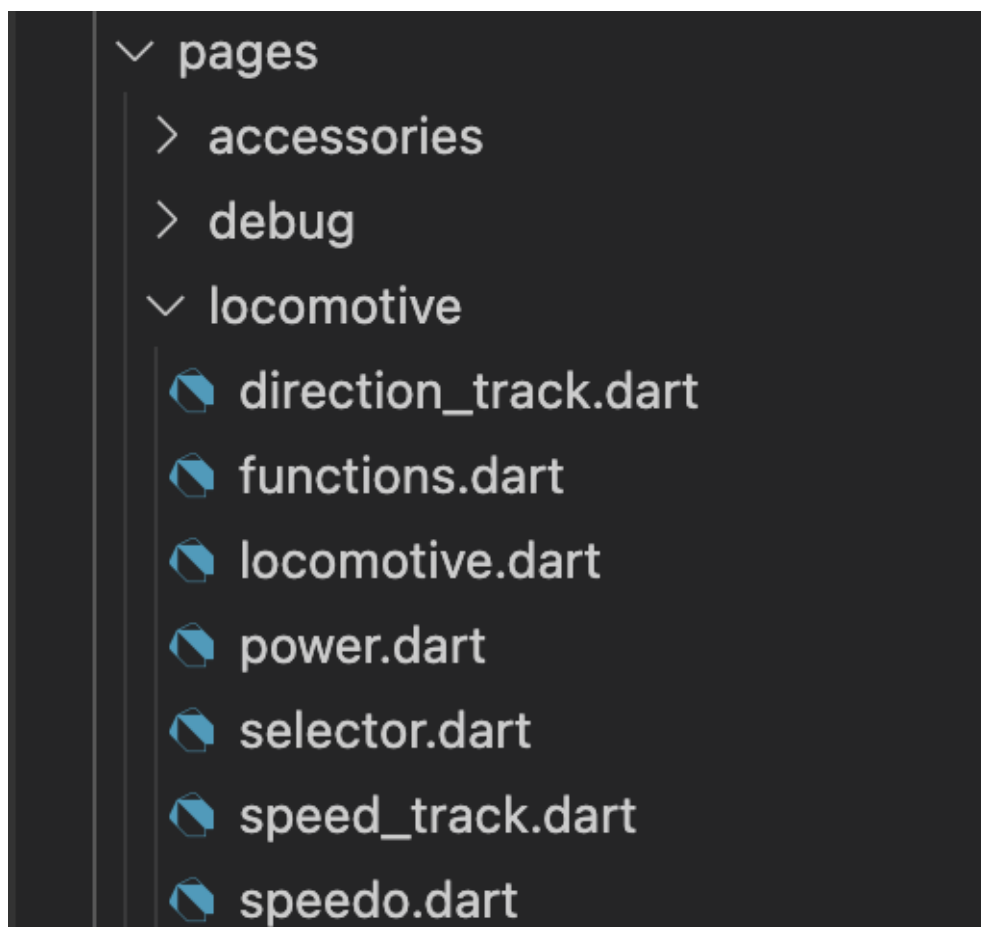 pages
accessories
debug
locomotive
direction_track.dart
functions.dart
locomotive.dart
power.dart
selector.dart
speed_track.dart
speedo.dart